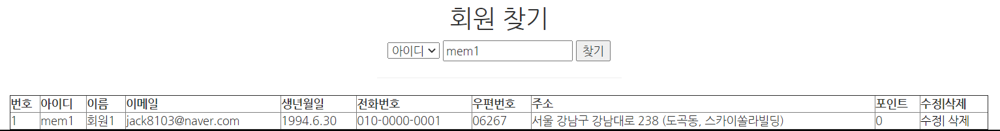 회원 찾기
아이디 mem1 찾기
번호 아이디 이름 이메일 생년월일 전화번호 우편번호 주소 포인트 수정|삭제
1 mem1 회원1 jack8103@naver.com 1994.6.30 010-0000-0001 06267 서울 강남구 강남대로 238 (도곡동, 스카이쏠라빌딩) 0 수정| 삭제